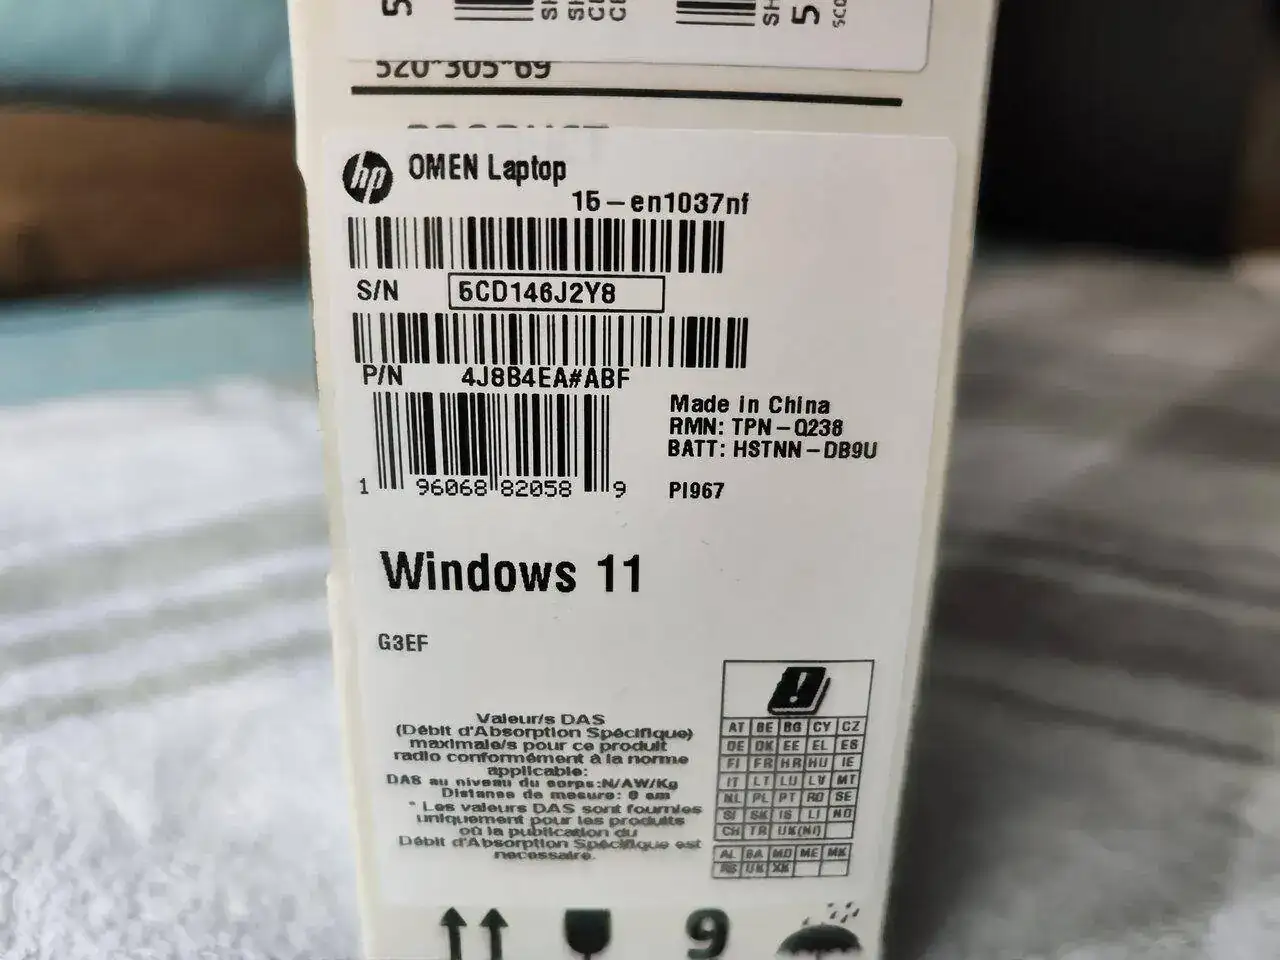 520*305*69
hp
OMEN Laptop
15-en1037nf
S/N 5CD146J2Y8
P/N 4J8B4EA#ABF
Made in China
RMN: TPN-Q238
BATT: HSTNN-DB9U
1 96068 82058 9
PI967
Windows 11
G3EF
Valeur/s DAS
(Débit d'Absorption Spécifique)
maximale/s pour ce produit
radio conformément à la norme
applicable:
DAS au niveau du corps:N/AW/Kg
Distance de mesure: 0 cm
* Les valeurs DAS sont fournies
uniquement pour les produits
où la publication du
Débit d'Absorption Spécifique est
necessaire.
AT BE BG CY CZ
DE DK EE EL ES
FI FR HR HU IE
IT LT LU LV MT
NL PL PT RO SE
SI SK IS LI NO
CH TR UK(NI)
AL BA MD ME MK
RS UK XK
9